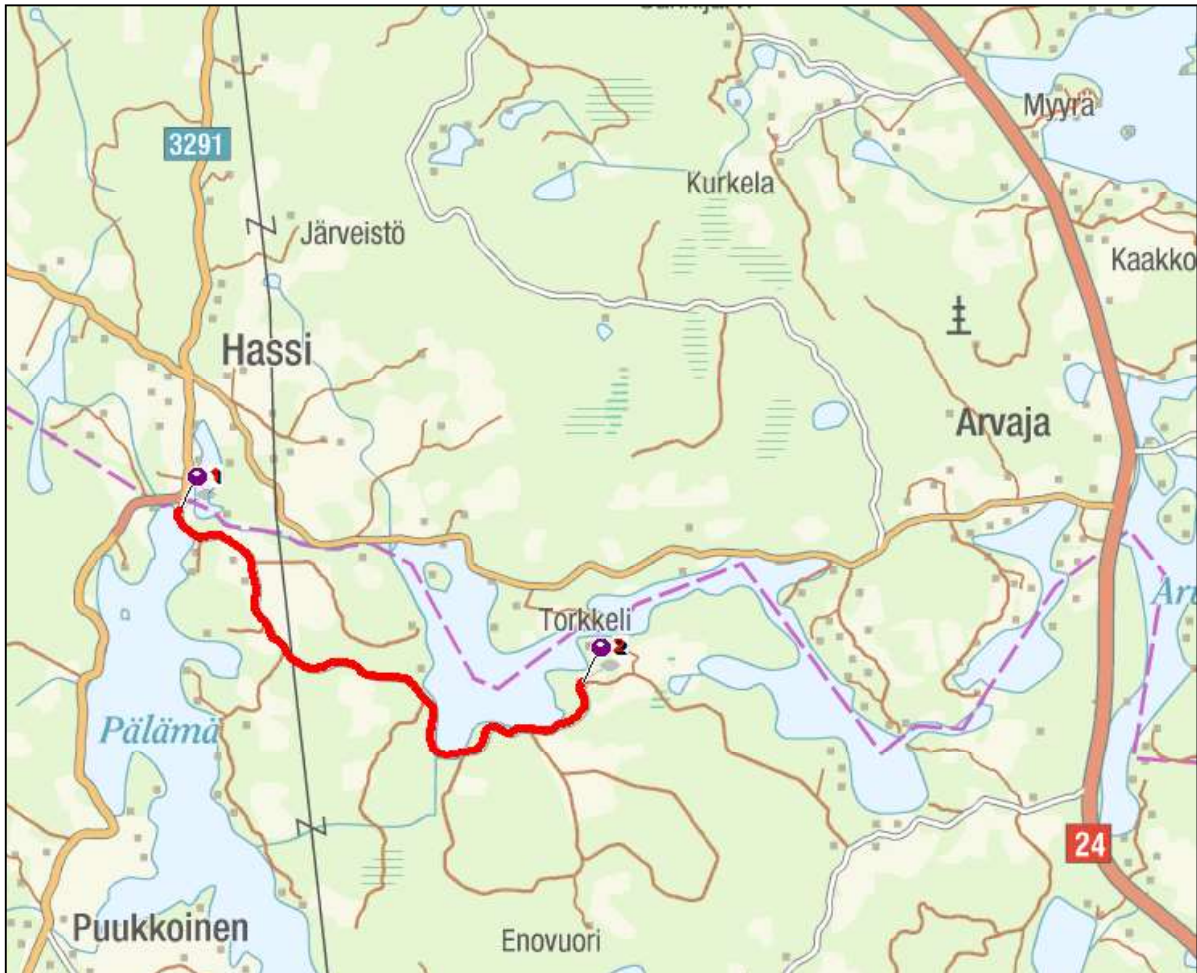 3291
Myyrä
Kurkela
Järveistö
Kaakko
Hassi
Arvaja
1
Torkkeli
2
Pälämä
24
Puukkoinen
Enovuori